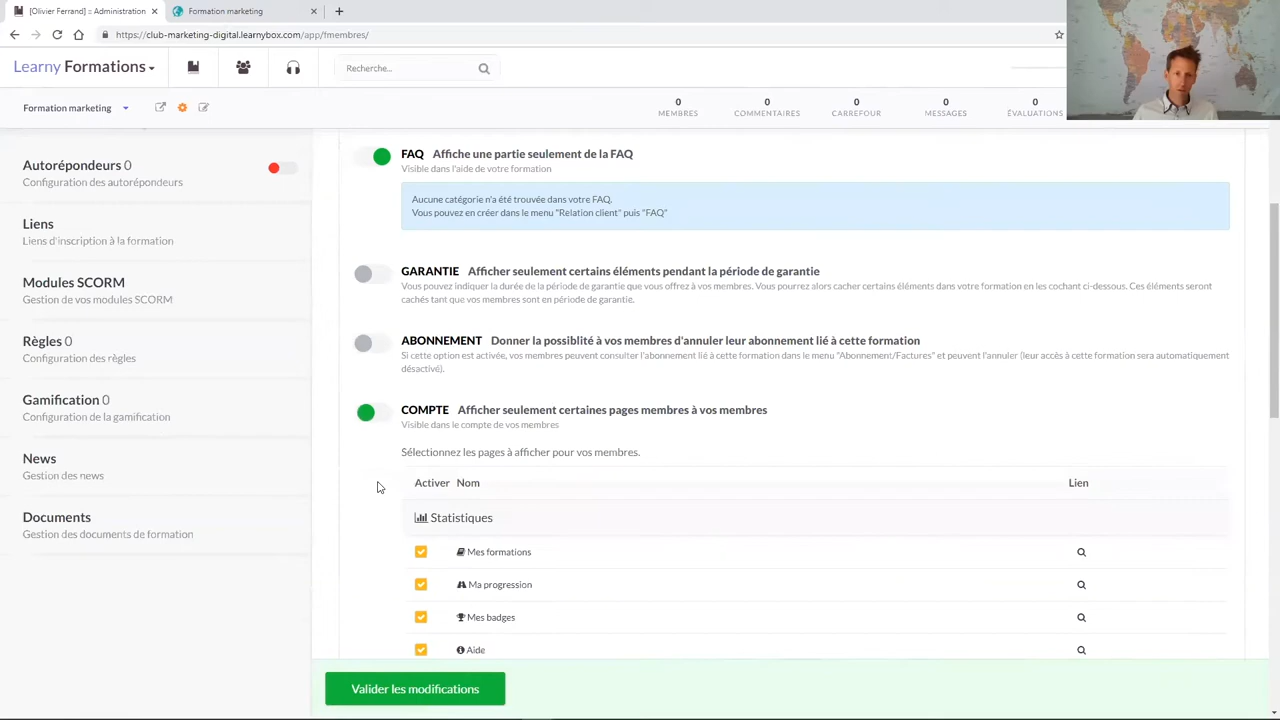 [Olivier Ferrand] :: Administration
Formation marketing
https://club-marketing-digital.learnybox.com/app/fmembres/
Learny Formations
Recherche...
Formation marketing
0 0 0 0 0
MEMBRES COMMENTAIRES CARREFOUR MESSAGES ÉVALUATIONS
Autorépondeurs 0
Configuration des autorépondeurs
Liens
Liens d'inscription à la formation
Modules SCORM
Gestion de vos modules SCORM
Règles 0
Configuration des règles
Gamification 0
Configuration de la gamification
News
Gestion des news
Documents
Gestion des documents de formation
FAQ Affiche une partie seulement de la FAQ
Visible dans l'aide de votre formation
Aucune catégorie n'a été trouvée dans votre FAQ.
Vous pouvez en créer dans le menu "Relation client" puis "FAQ"
GARANTIE Afficher seulement certains éléments pendant la période de garantie
Vous pouvez indiquer la durée de la période de garantie que vous offrez à vos membres. Vous pourrez alors cacher certains éléments dans votre formation en les cochant ci-dessous. Ces éléments seront
cachés tant que vos membres sont en période de garantie.
ABONNEMENT Donner la possiblité à vos membres d'annuler leur abonnement lié à cette formation
Si cette option est activée, vos membres peuvent consulter l'abonnement lié à cette formation dans le menu "Abonnement/Factures" et peuvent l'annuler (leur accès à cette formation sera automatiquement
désactivé).
COMPTE Afficher seulement certaines pages membres à vos membres
Visible dans le compte de vos membres
Sélectionnez les pages à afficher pour vos membres.
Activer Nom Lien
Statistiques
Mes formations
Ma progression
Mes badges
Aide
Valider les modifications